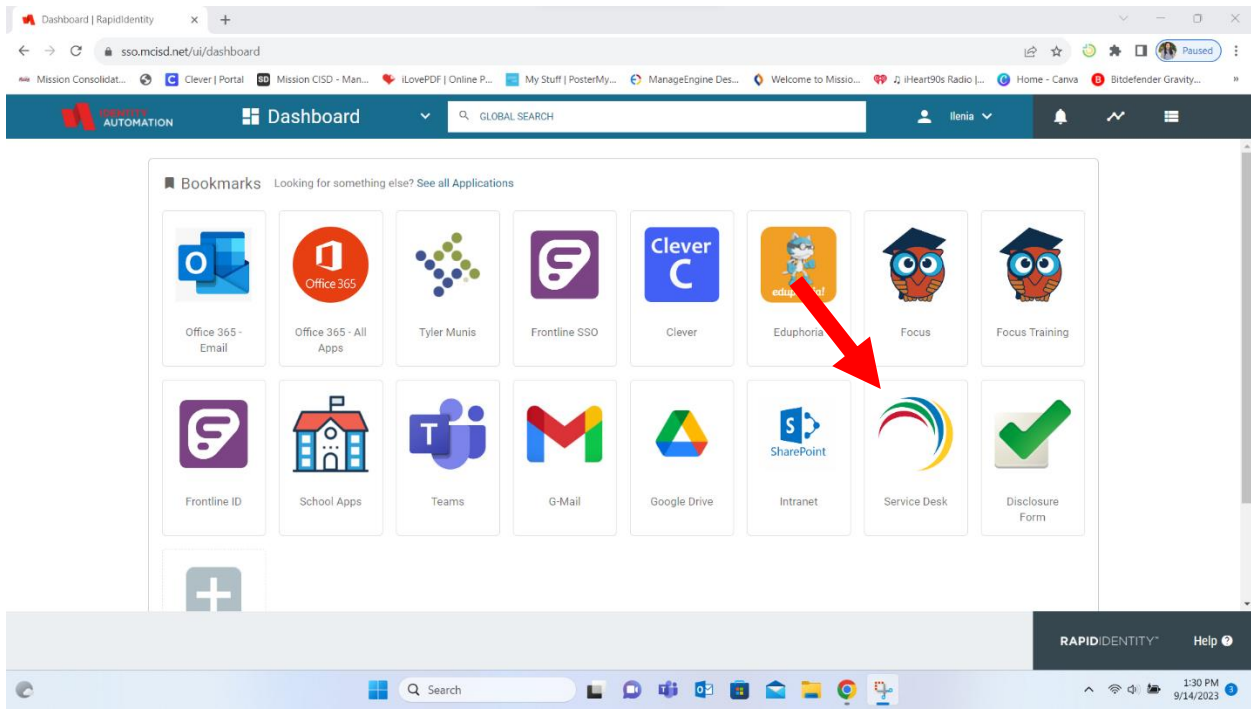 Dashboard | RapidIdentity
sso.mcisd.net/ui/dashboard
Paused
Mission Consolidat...
Clever | Portal
SD Mission CISD - Man...
iLovePDF | Online P...
My Stuff | PosterMy...
ManageEngine Des...
Welcome to Missio...
iHeart90s Radio |...
Home - Canva
B Bitdefender Gravity...
IDENTITY
AUTOMATION
Dashboard
GLOBAL SEARCH
Ilenia
Bookmarks Looking for something else? See all Applications
Office 365
Clever
C
Office 365 -
Email
Office 365 - All
Apps
Tyler Munis
Frontline SSO
Clever
Eduphoria
Focus
Focus Training
T
S
SharePoint
Frontline ID
School Apps
Teams
G-Mail
Google Drive
Intranet
Service Desk
Disclosure
Form
RAPIDIDENTITY
Help
Search
1:30 PM
9/14/2023
3